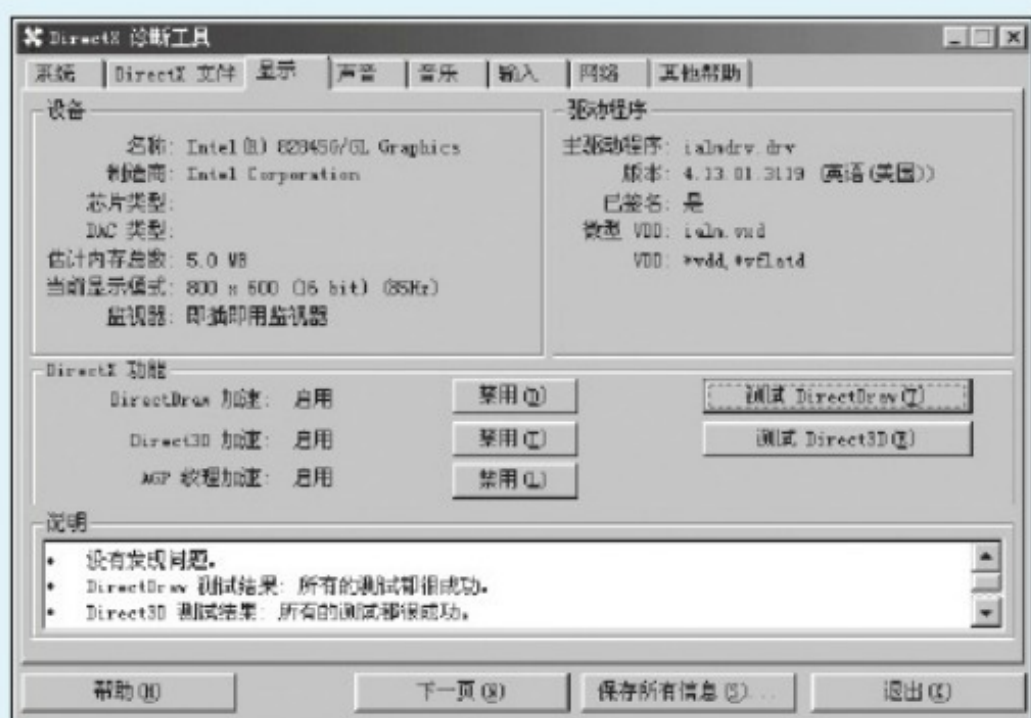 DirectX 诊断工具
系统 DirectX 文件 显示 声音 音乐 输入 网络 其他帮助
设备
名称: Intel(R) 82845G/GL Graphics
制造商: Intel Corporation
芯片类型:
DAC 类型:
估计内存总数: 5.0 MB
当前显示模式: 800 x 600 (16 bit) (85Hz)
监视器: 即插即用监视器
驱动程序
主驱动程序: ialmdrv.drv
版本: 4.13.01.3119 (英语(美国))
已签名: 是
微型 VDD: ialm.vxd
VDD: *vdd,*vflatd
DirectX 功能
DirectDraw 加速: 启用 禁用(D) 测试 DirectDraw(T)
Direct3D 加速: 启用 禁用(I) 测试 Direct3D(E)
AGP 纹理加速: 启用 禁用(L)
说明
• 没有发现问题。
• DirectDraw 测试结果: 所有的测试都很成功。
• Direct3D 测试结果: 所有的测试都很成功。
帮助(H) 下一页(N) 保存所有信息(S)... 退出(X)